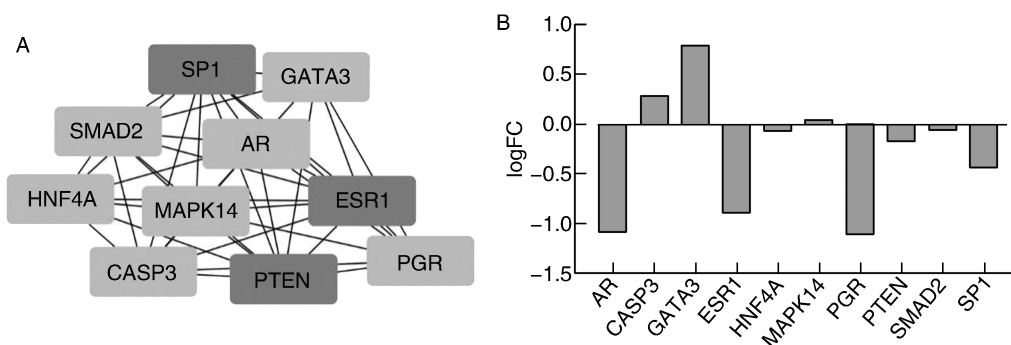 A
SP1
GATA3
SMAD2
AR
HNF4A
MAPK14
ESR1
CASP3
PTEN
PGR
B
logFC
1.0
0.5
0.0
−0.5
−1.0
−1.5
AR
CASP3
GATA3
ESR1
HNF4A
MAPK14
PGR
PTEN
SMAD2
SP1